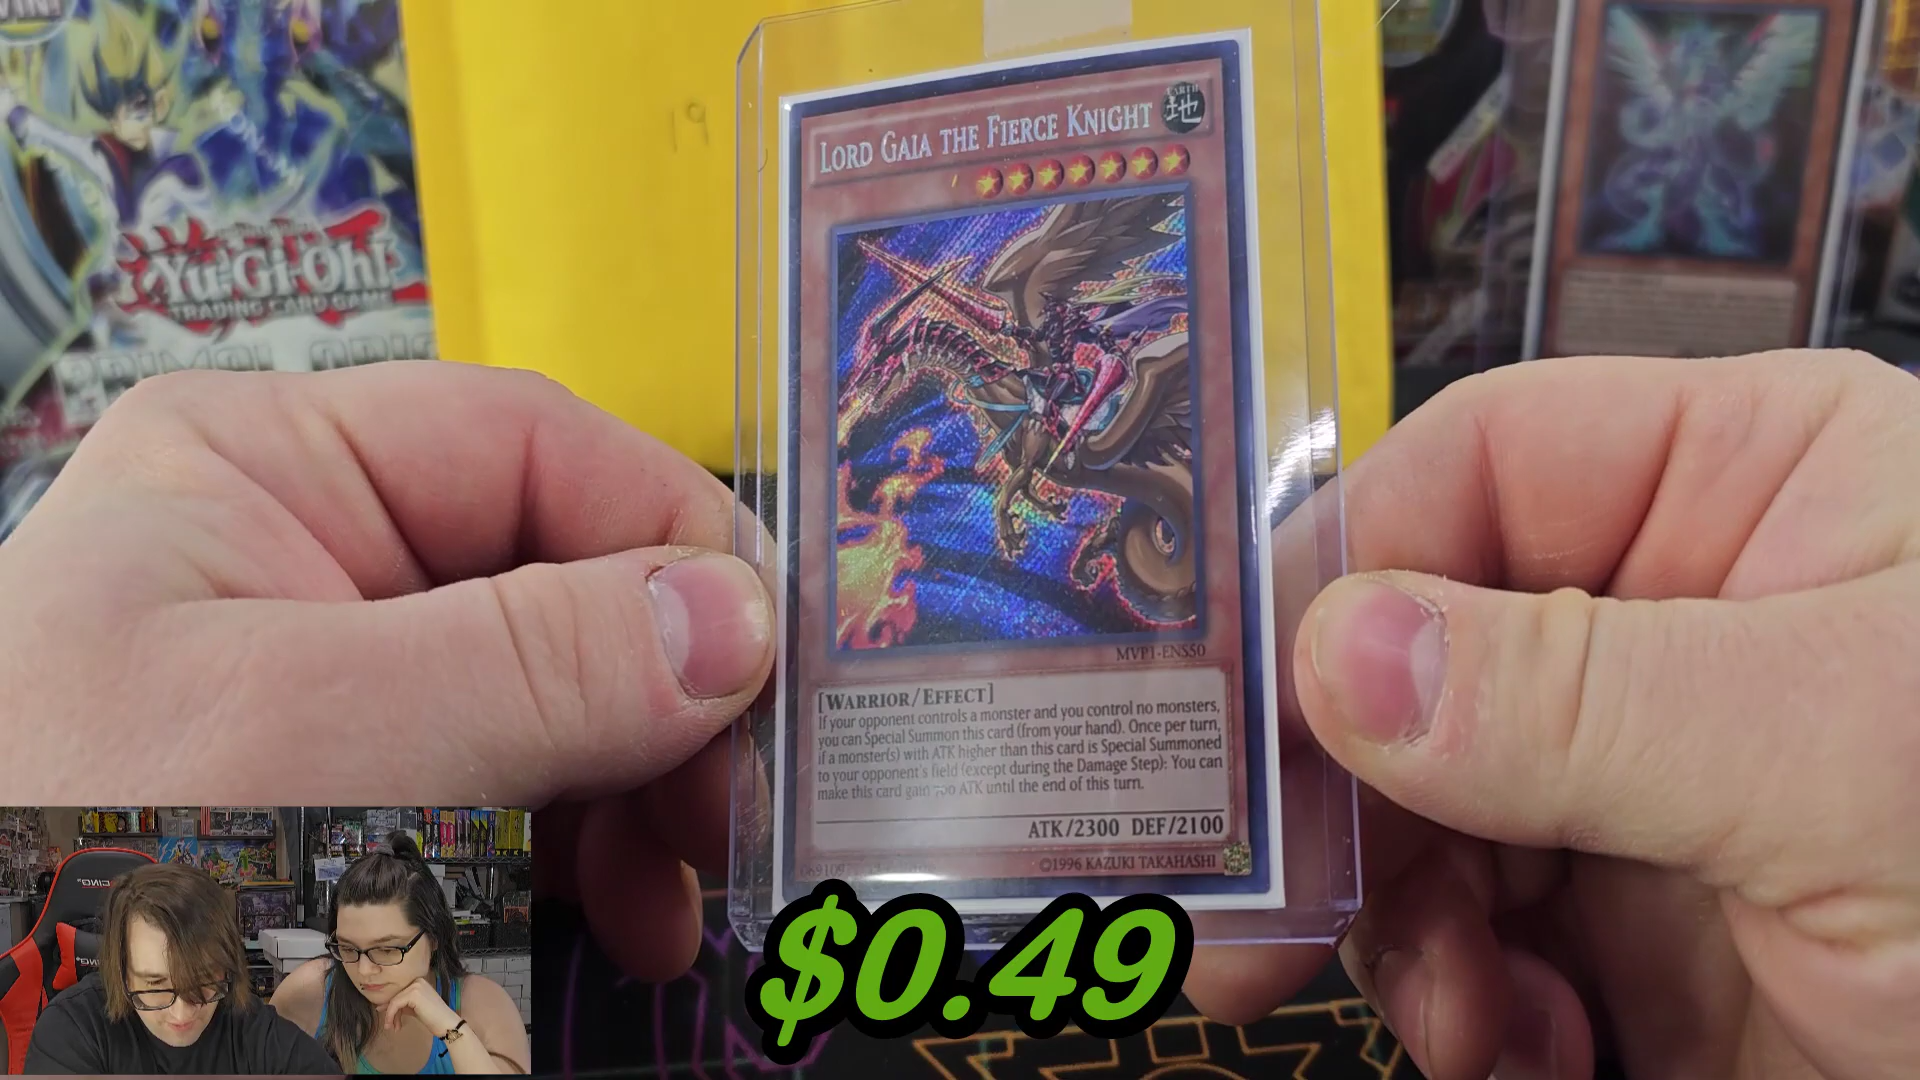 WIN!
19
Yu-Gi-Oh!
TRADING CARD GAME
LORD GAIA THE FIERCE KNIGHT
EARTH
地
MVP1-ENS50
[WARRIOR/EFFECT]
If your opponent controls a monster and you control no monsters,
you can Special Summon this card (from your hand). Once per turn,
if a monster(s) with ATK higher than this card is Special Summoned
to your opponent's field (except during the Damage Step): You can
make this card gain 700 ATK until the end of this turn.
ATK/2300 DEF/2100
©1996 KAZUKI TAKAHASHI
$0.49